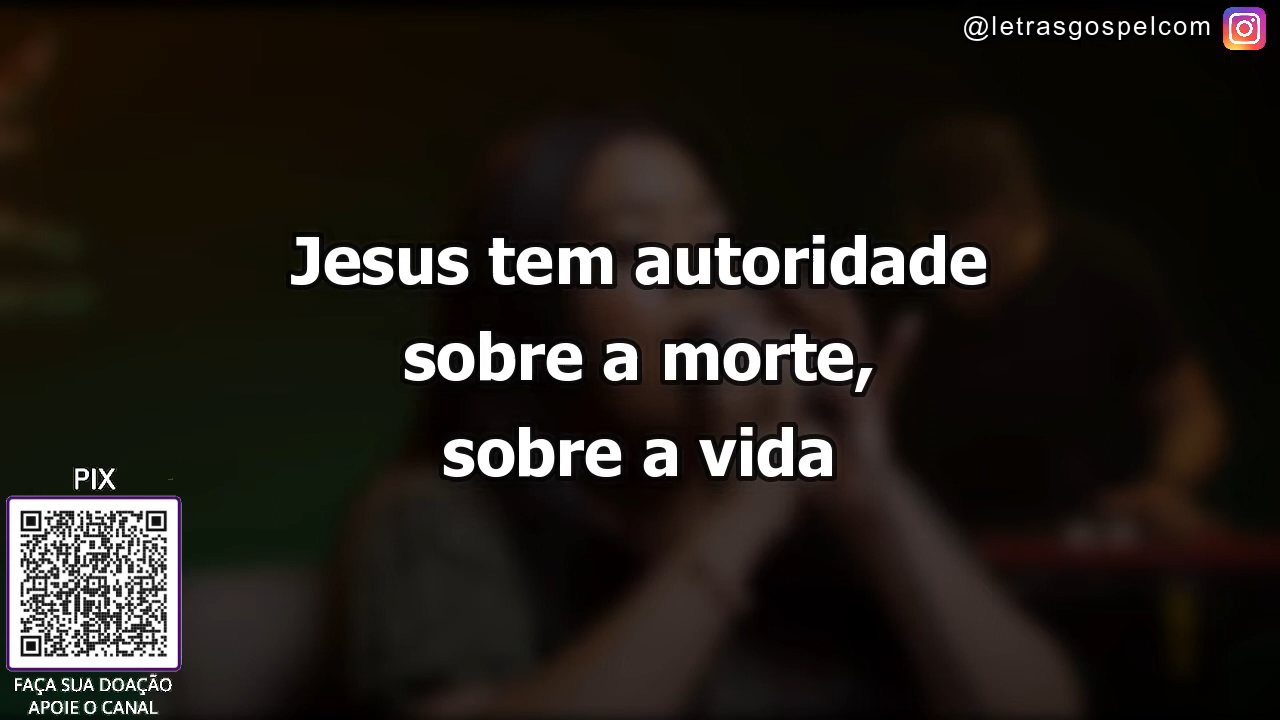 @letrasgospelcom
Jesus tem autoridade
sobre a morte,
sobre a vida
PIX
FAÇA SUA DOAÇÃO
APOIE O CANAL